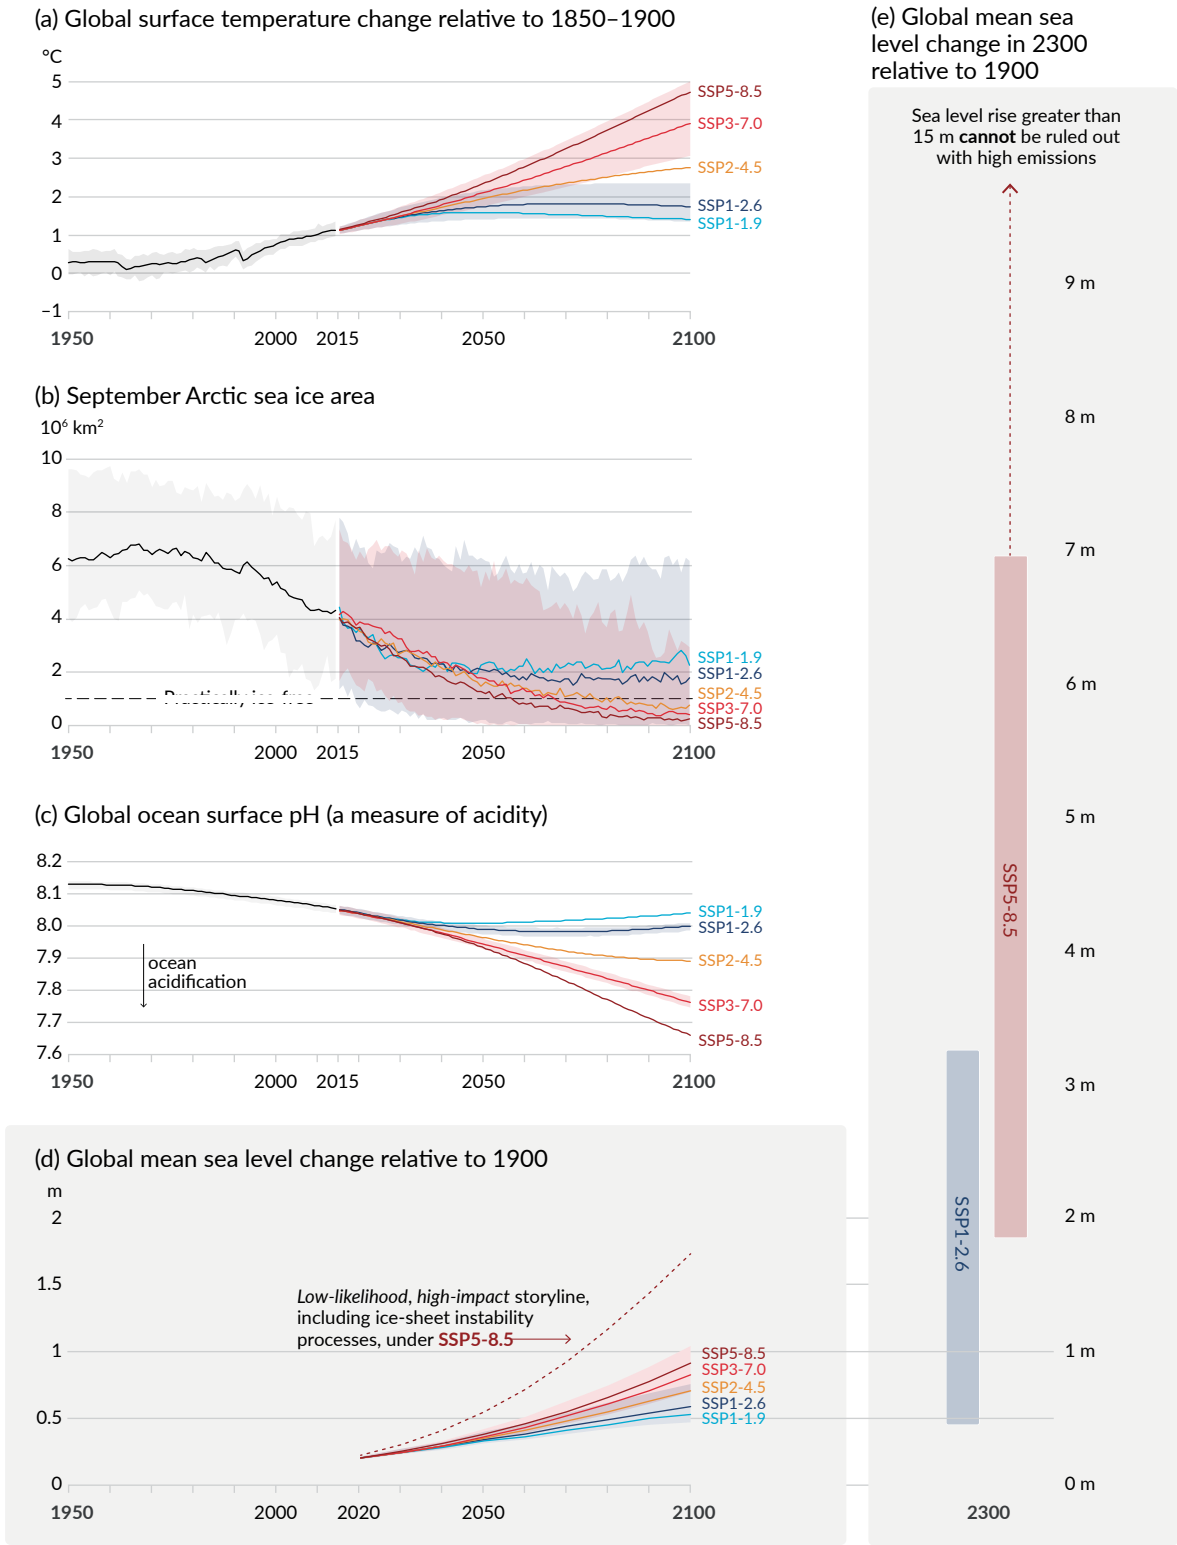 (a) Global surface temperature change relative to 1850–1900
°C
5
4
3
2
1
0
–1
1950
2000
2015
2050
2100
SSP5-8.5
SSP3-7.0
SSP2-4.5
SSP1-2.6
SSP1-1.9
(b) September Arctic sea ice area
10⁶ km²
10
8
6
4
2
0
Practically ice-free
1950
2000
2015
2050
2100
SSP1-1.9
SSP1-2.6
SSP2-4.5
SSP3-7.0
SSP5-8.5
(c) Global ocean surface pH (a measure of acidity)
8.2
8.1
8.0
7.9
7.8
7.7
7.6
ocean
acidification
1950
2000
2015
2050
2100
SSP1-1.9
SSP1-2.6
SSP2-4.5
SSP3-7.0
SSP5-8.5
(d) Global mean sea level change relative to 1900
m
2
1.5
1
0.5
0
Low-likelihood, high-impact storyline,
including ice-sheet instability
processes, under SSP5-8.5
1950
2000
2020
2050
2100
SSP5-8.5
SSP3-7.0
SSP2-4.5
SSP1-2.6
SSP1-1.9
(e) Global mean sea
level change in 2300
relative to 1900
Sea level rise greater than
15 m cannot be ruled out
with high emissions
9 m
8 m
7 m
6 m
5 m
4 m
3 m
2 m
1 m
0 m
SSP5-8.5
SSP1-2.6
2300